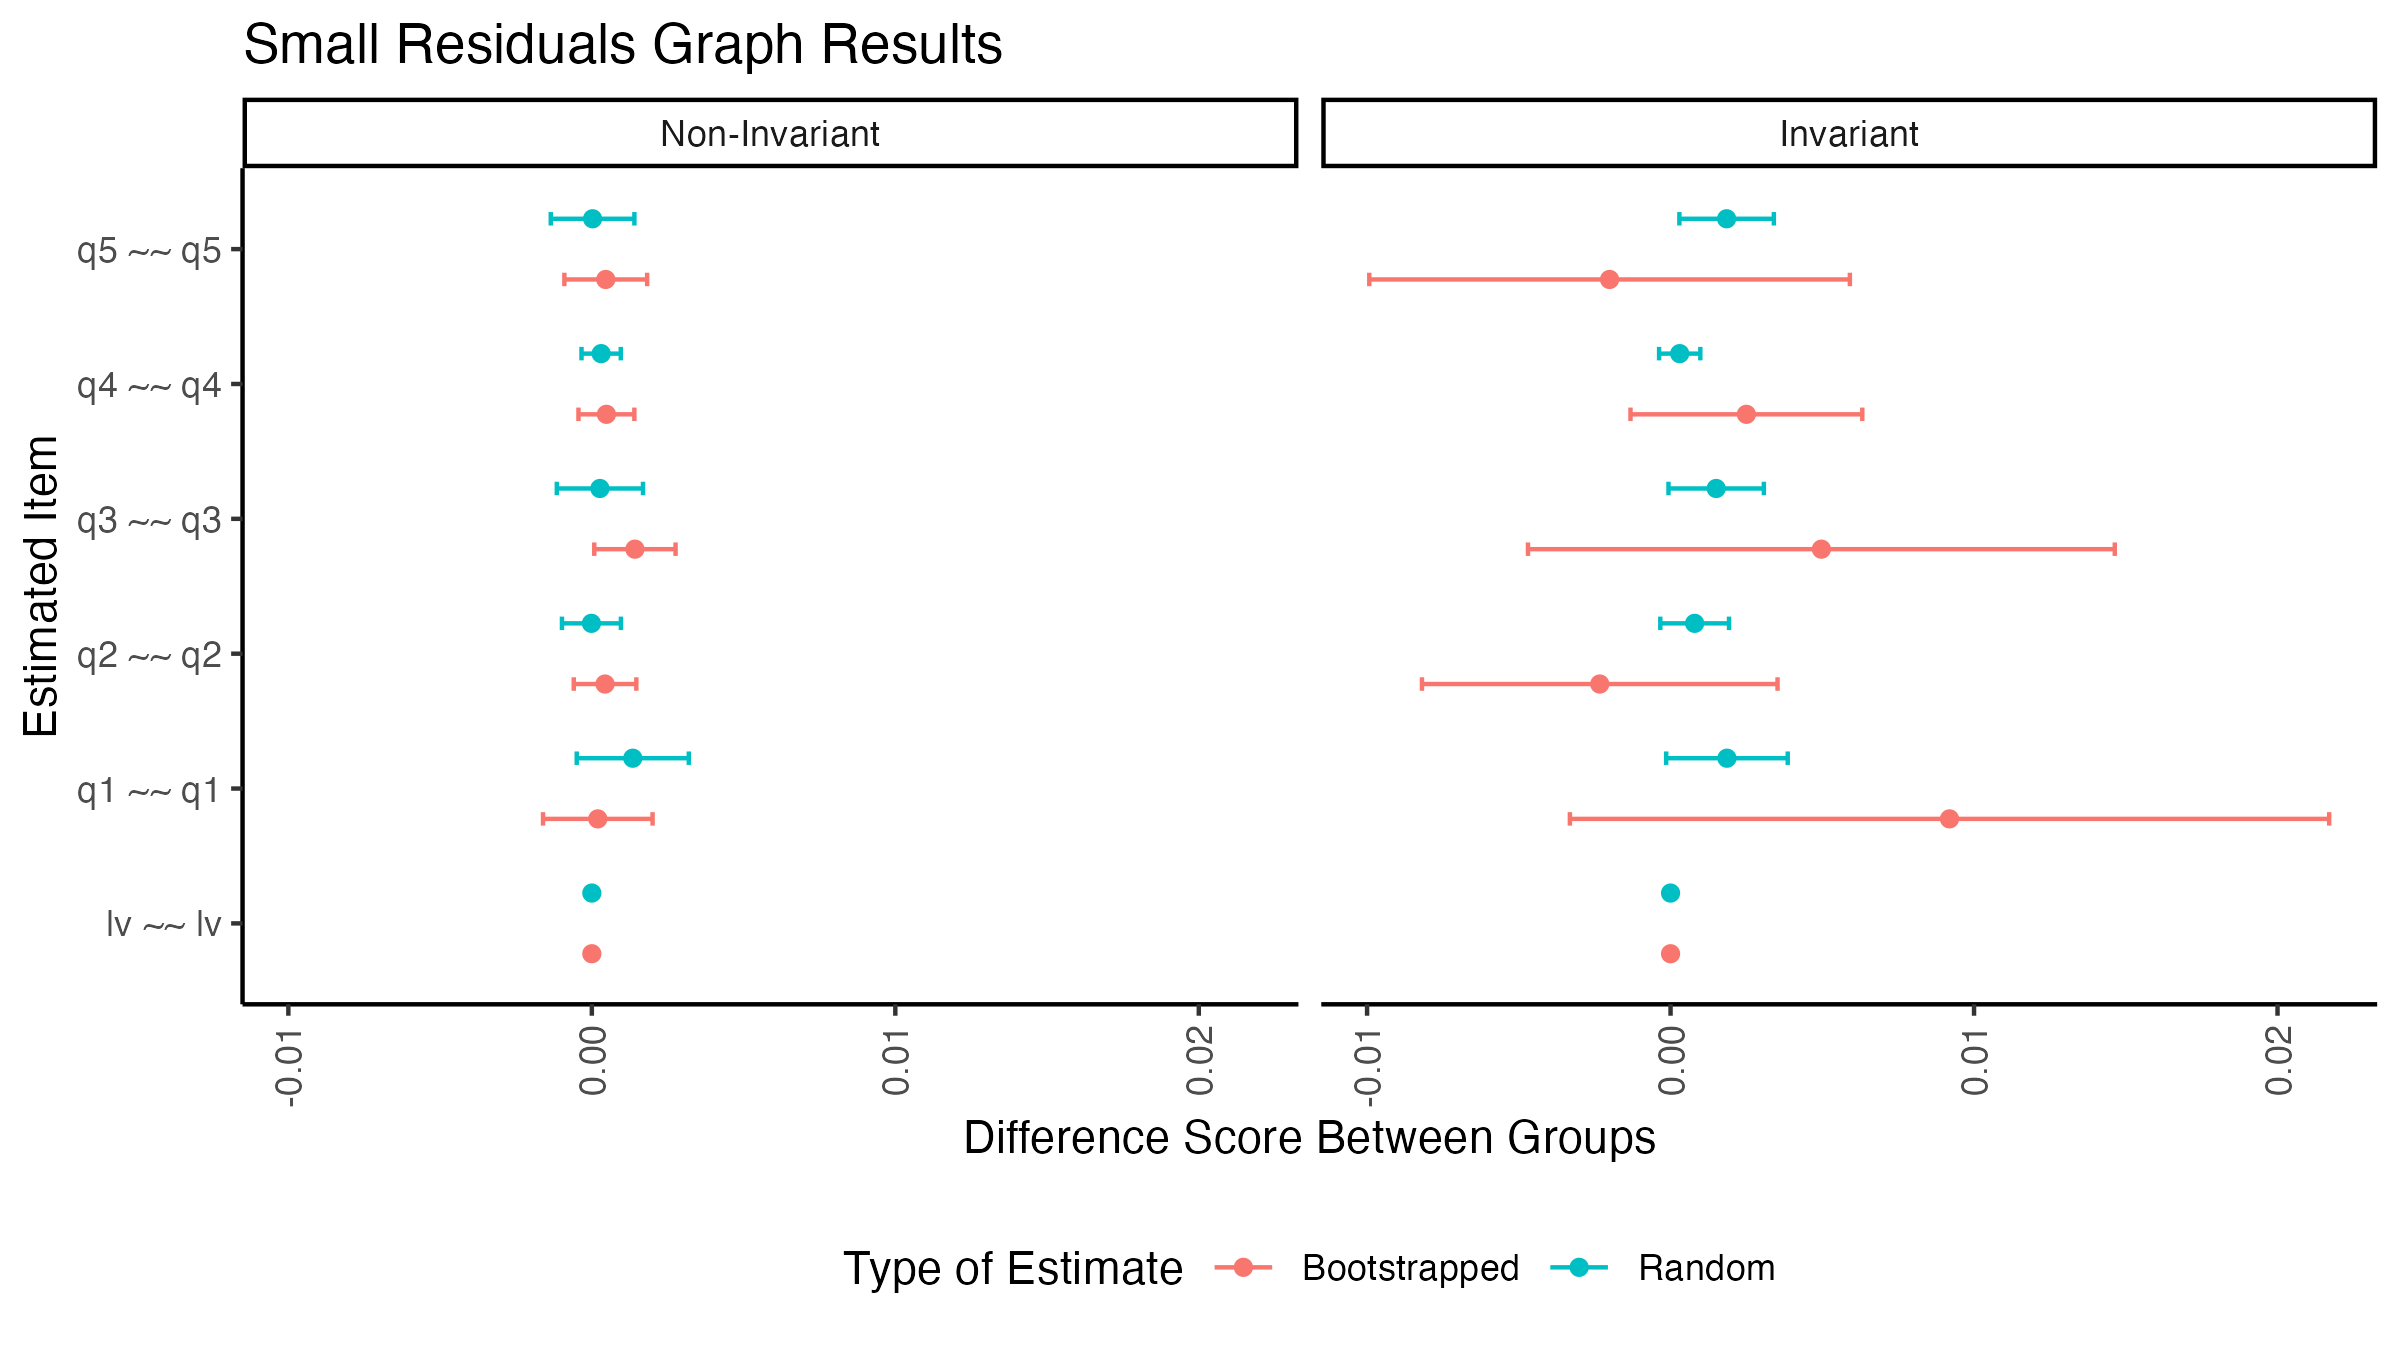 Small Residuals Graph Results
Non-Invariant
Invariant
Estimated Item
q5 ~~ q5
q4 ~~ q4
q3 ~~ q3
q2 ~~ q2
q1 ~~ q1
lv ~~ lv
-0.01 0.00 0.01 0.02
-0.01 0.00 0.01 0.02
Difference Score Between Groups
Type of Estimate Bootstrapped Random